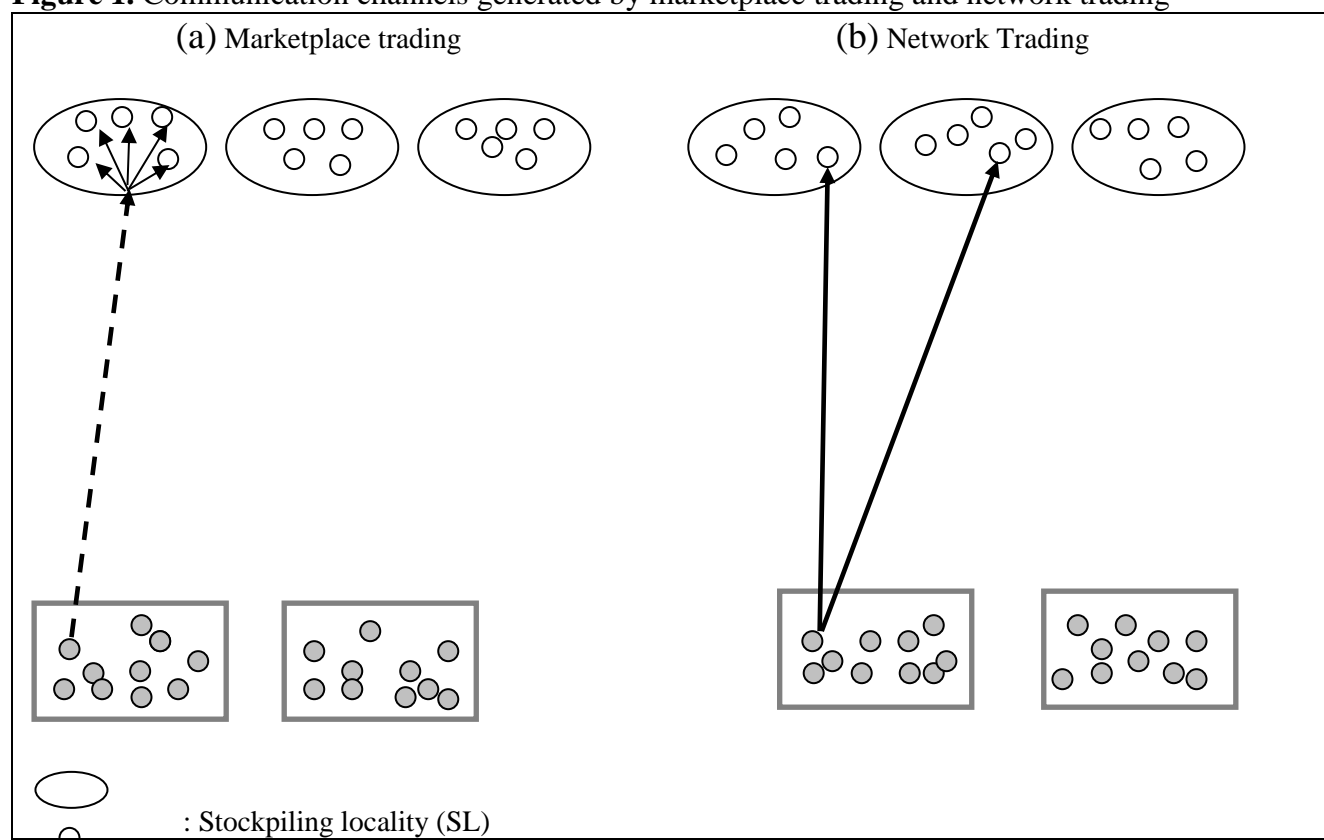 Figure 1. Communication channels generated by marketplace trading and network trading
(a) Marketplace trading
(b) Network Trading
: Stockpiling locality (SL)